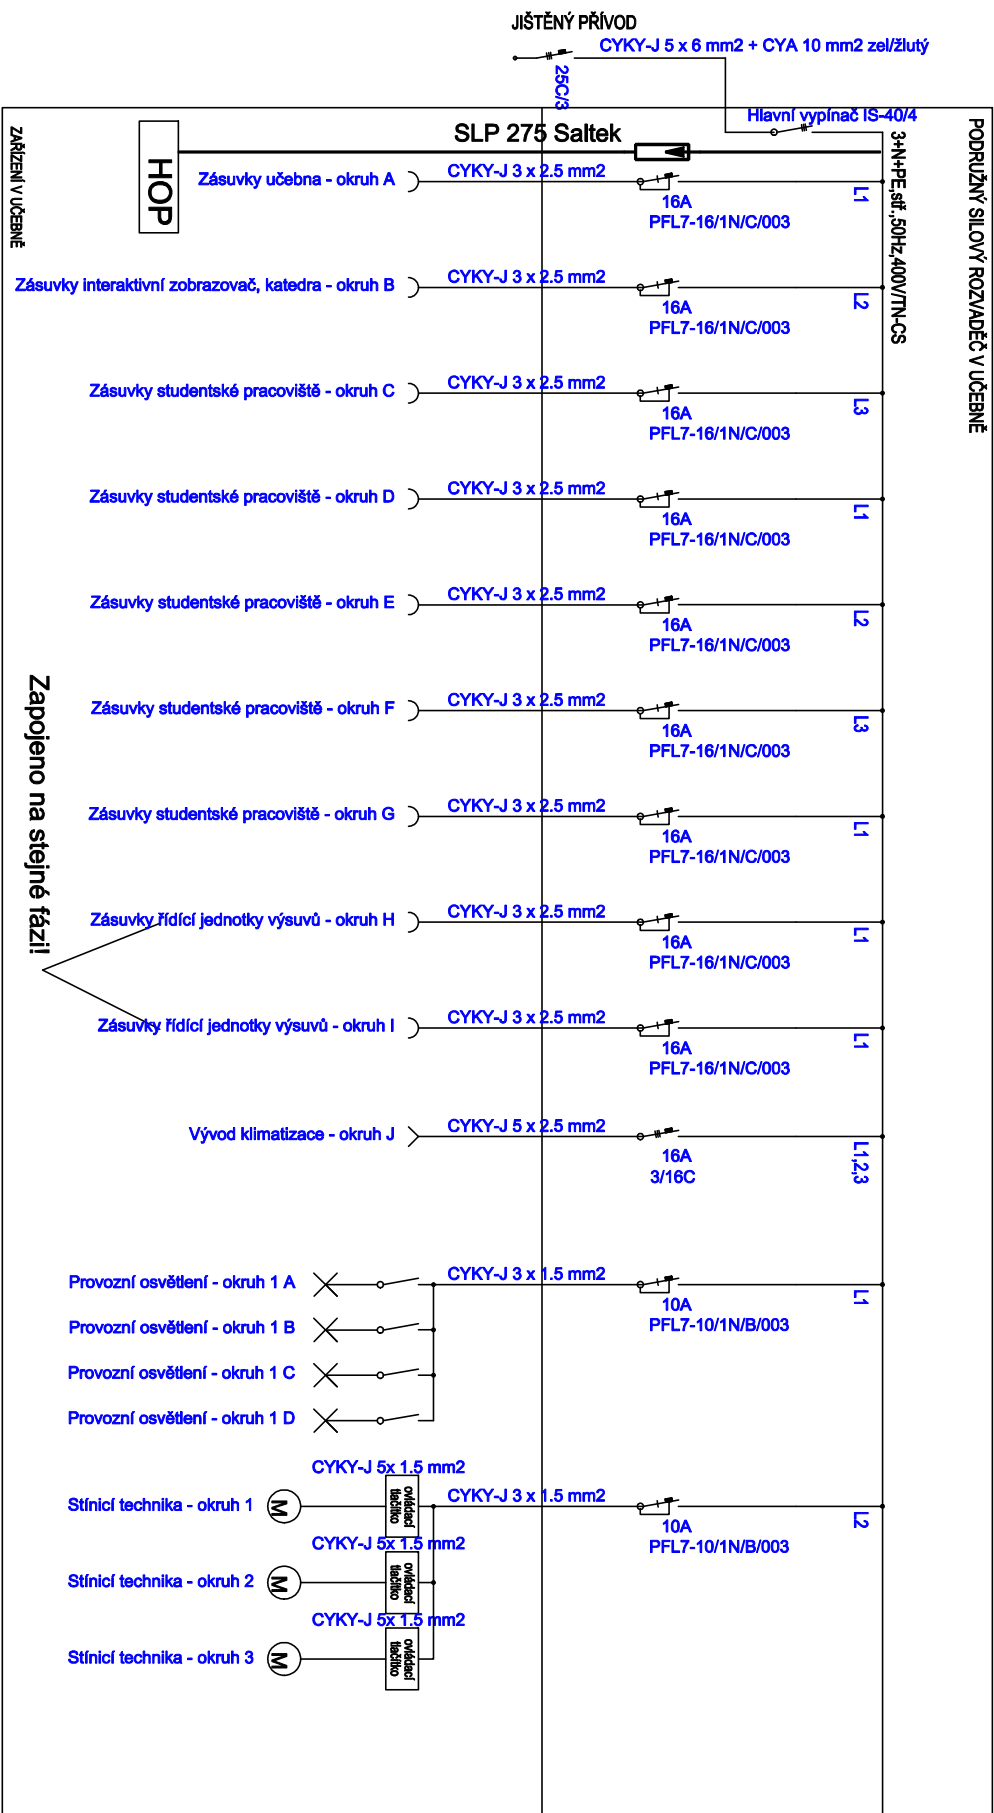 JIŠTĚNÝ PŘÍVOD
CYKY-J 5 x 6 mm2 + CYA 10 mm2 zel/žlutý
25C/3
Hlavní vypínač IS-40/4
PODRUŽNÝ SILOVÝ ROZVADĚČ V UČEBNĚ
3+N+PE,stř.,50Hz,400V/TN-CS
ZAŘÍZENÍ V UČEBNĚ
HOP
SLP 275 Saltek
Zásuvky učebna - okruh A
CYKY-J 3 x 2.5 mm2
16A
PFL7-16/1N/C/003
L1
Zásuvky interaktivní zobrazovač, katedra - okruh B
CYKY-J 3 x 2.5 mm2
16A
PFL7-16/1N/C/003
L2
Zásuvky studentské pracoviště - okruh C
CYKY-J 3 x 2.5 mm2
16A
PFL7-16/1N/C/003
L3
Zásuvky studentské pracoviště - okruh D
CYKY-J 3 x 2.5 mm2
16A
PFL7-16/1N/C/003
L1
Zásuvky studentské pracoviště - okruh E
CYKY-J 3 x 2.5 mm2
16A
PFL7-16/1N/C/003
L2
Zásuvky studentské pracoviště - okruh F
CYKY-J 3 x 2.5 mm2
16A
PFL7-16/1N/C/003
L3
Zásuvky studentské pracoviště - okruh G
CYKY-J 3 x 2.5 mm2
16A
PFL7-16/1N/C/003
L1
Zapojeno na stejné fázi!
Zásuvky řídící jednotky výsuvů - okruh H
CYKY-J 3 x 2.5 mm2
16A
PFL7-16/1N/C/003
L1
Zásuvky řídící jednotky výsuvů - okruh I
CYKY-J 3 x 2.5 mm2
16A
PFL7-16/1N/C/003
L1
Vývod klimatizace - okruh J
CYKY-J 5 x 2.5 mm2
16A
3/16C
L1,2,3
Provozní osvětlení - okruh 1 A
CYKY-J 3 x 1.5 mm2
10A
PFL7-10/1N/B/003
L1
Provozní osvětlení - okruh 1 B
Provozní osvětlení - okruh 1 C
Provozní osvětlení - okruh 1 D
CYKY-J 5x 1.5 mm2
Stínicí technika - okruh 1
M
ovládací
tlačítko
CYKY-J 3 x 1.5 mm2
10A
PFL7-10/1N/B/003
L2
CYKY-J 5x 1.5 mm2
Stínicí technika - okruh 2
M
ovládací
tlačítko
CYKY-J 5x 1.5 mm2
Stínicí technika - okruh 3
M
ovládací
tlačítko